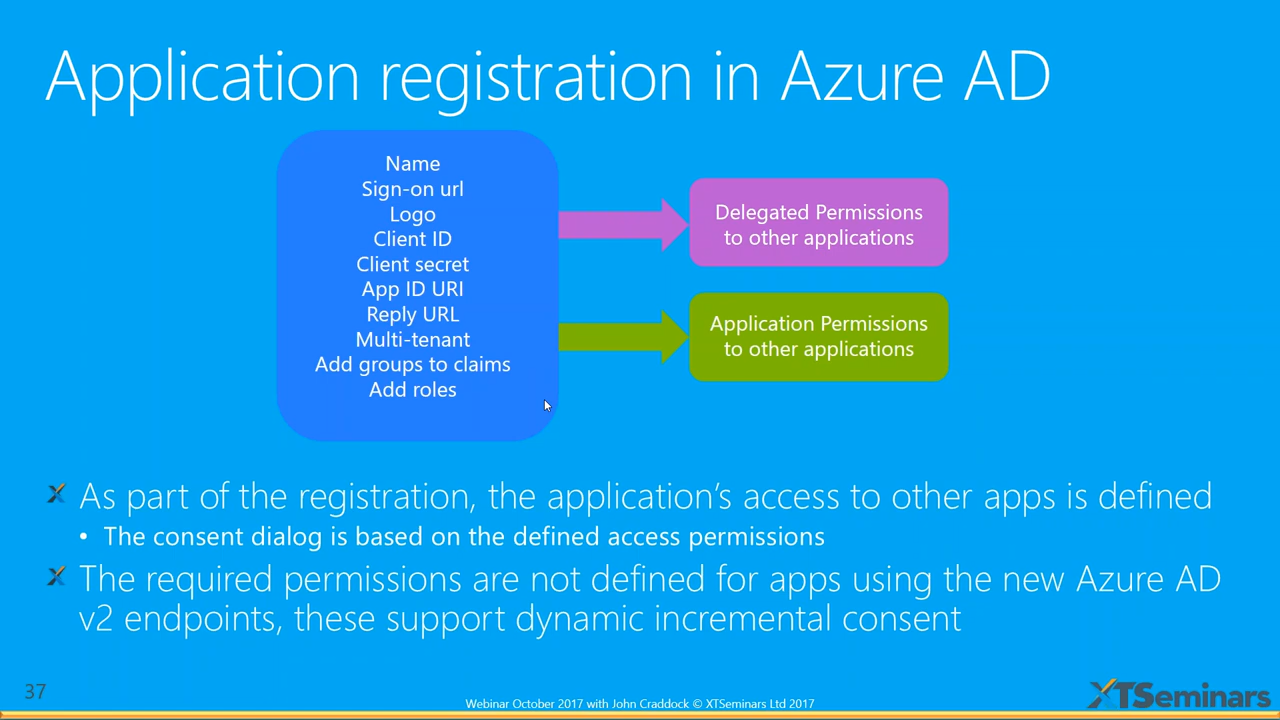 Application registration in Azure AD
Name
Sign-on url
Logo
Client ID
Client secret
App ID URI
Reply URL
Multi-tenant
Add groups to claims
Add roles
Delegated Permissions
to other applications
Application Permissions
to other applications
As part of the registration, the application’s access to other apps is defined
• The consent dialog is based on the defined access permissions
The required permissions are not defined for apps using the new Azure AD
v2 endpoints, these support dynamic incremental consent
37
Webinar October 2017 with John Craddock © XTSeminars Ltd 2017
XTSeminars